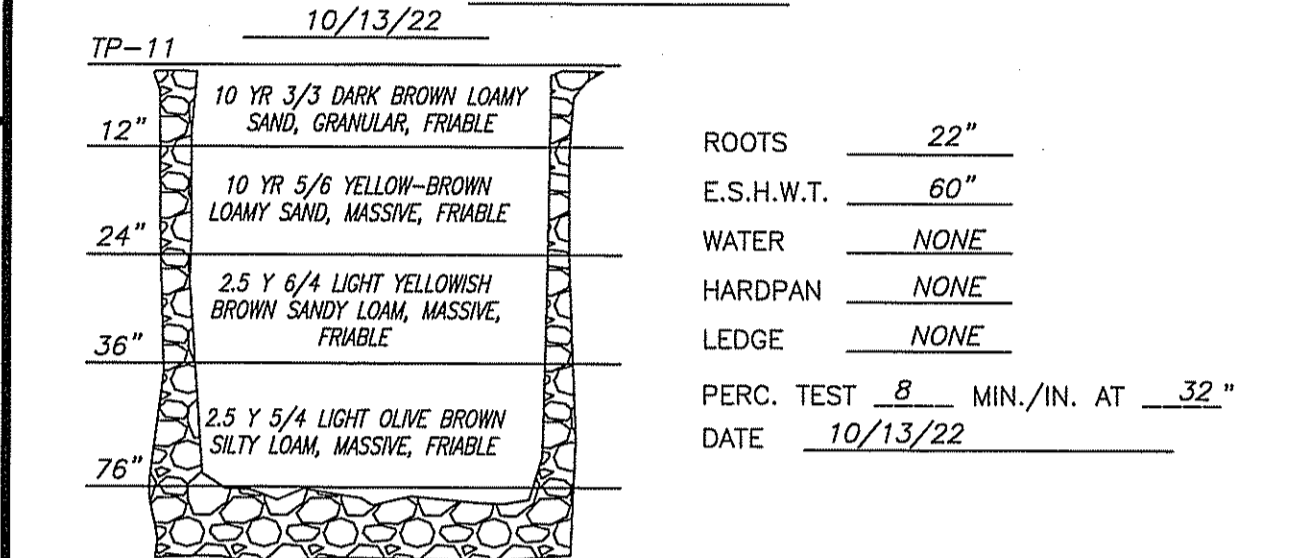 10/13/22
TP-11
10 YR 3/3 DARK BROWN LOAMY
SAND, GRANULAR, FRIABLE
12"
10 YR 5/6 YELLOW-BROWN
LOAMY SAND, MASSIVE, FRIABLE
24"
2.5 Y 6/4 LIGHT YELLOWISH
BROWN SANDY LOAM, MASSIVE,
FRIABLE
36"
2.5 Y 5/4 LIGHT OLIVE BROWN
SILTY LOAM, MASSIVE, FRIABLE
76"
ROOTS 22"
E.S.H.W.T. 60"
WATER NONE
HARDPAN NONE
LEDGE NONE
PERC. TEST 8 MIN./IN. AT 32"
DATE 10/13/22